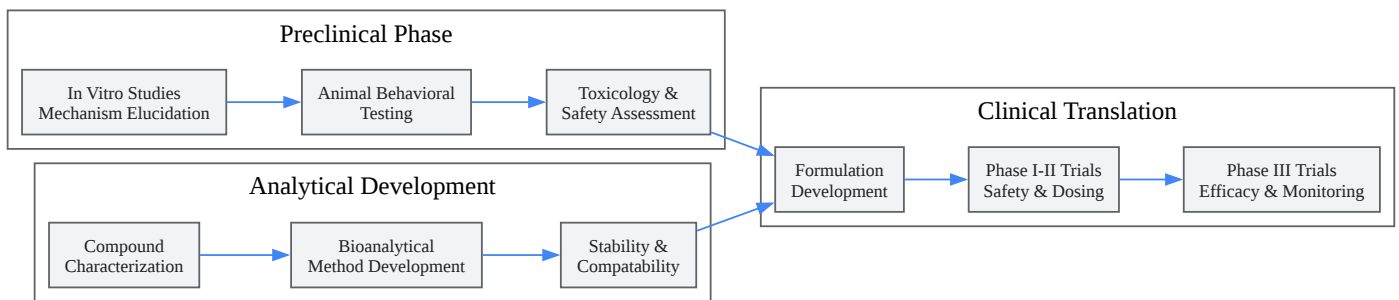 Preclinical Phase
In Vitro Studies
Mechanism Elucidation
Animal Behavioral
Testing
Toxicology &
Safety Assessment
Analytical Development
Compound
Characterization
Bioanalytical
Method Development
Stability &
Compatability
Clinical Translation
Formulation
Development
Phase I-II Trials
Safety & Dosing
Phase III Trials
Efficacy & Monitoring